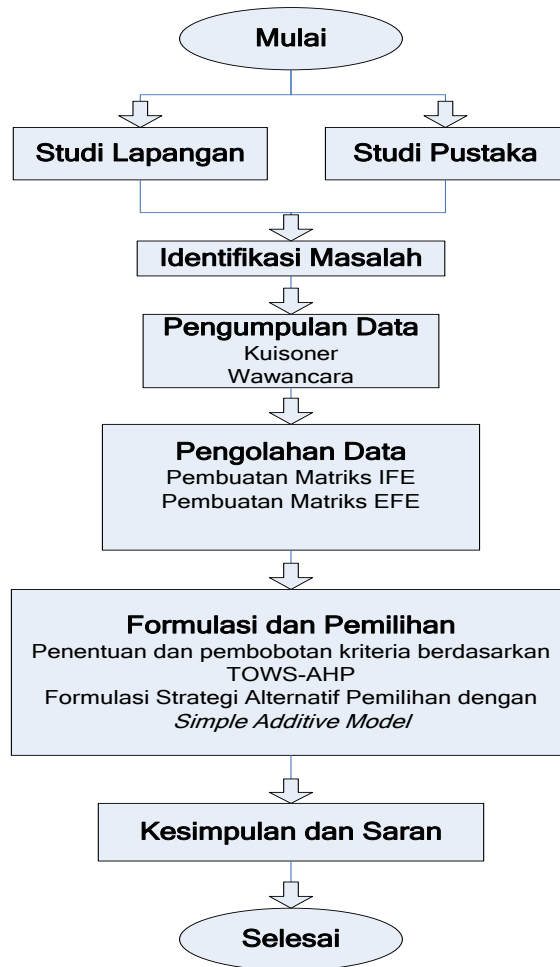 Mulai
Studi Lapangan
Studi Pustaka
Identifikasi Masalah
Pengumpulan Data
Kuisoner
Wawancara
Pengolahan Data
Pembuatan Matriks IFE
Pembuatan Matriks EFE
Formulasi dan Pemilihan
Penentuan dan pembobotan kriteria berdasarkan
TOWS-AHP
Formulasi Strategi Alternatif Pemilihan dengan
Simple Additive Model
Kesimpulan dan Saran
Selesai